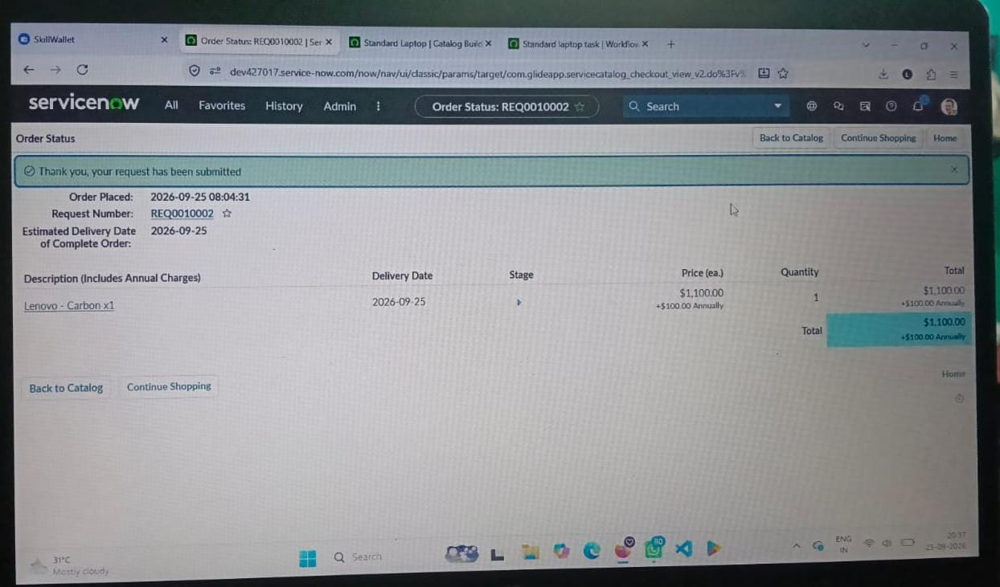 SkillWallet
Order Status: REQ0010002 | Ser
Standard Laptop | Catalog Build
Standard laptop task | Workflow
dev427017.service-now.com/now/nav/ui/classic/params/target/com.glideapp.servicecatalog_checkout_view_v2.do%3Fv%
servicenow All Favorites History Admin Order Status: REQ0010002 Search
Order Status Back to Catalog Continue Shopping Home
Thank you, your request has been submitted
Order Placed: 2026-09-25 08:04:31
Request Number: REQ0010002
Estimated Delivery Date 2026-09-25
of Complete Order:
Description (Includes Annual Charges) Delivery Date Stage Price (ea.) Quantity Total
Lenovo - Carbon x1 2026-09-25 $1,100.00 1 $1,100.00
+$100.00 Annually +$100.00 Annually
Total $1,100.00
+$100.00 Annually
Home
Back to Catalog Continue Shopping
31°C
Mostly cloudy
Search
80
ENG
IN
20:37
25-09-2026